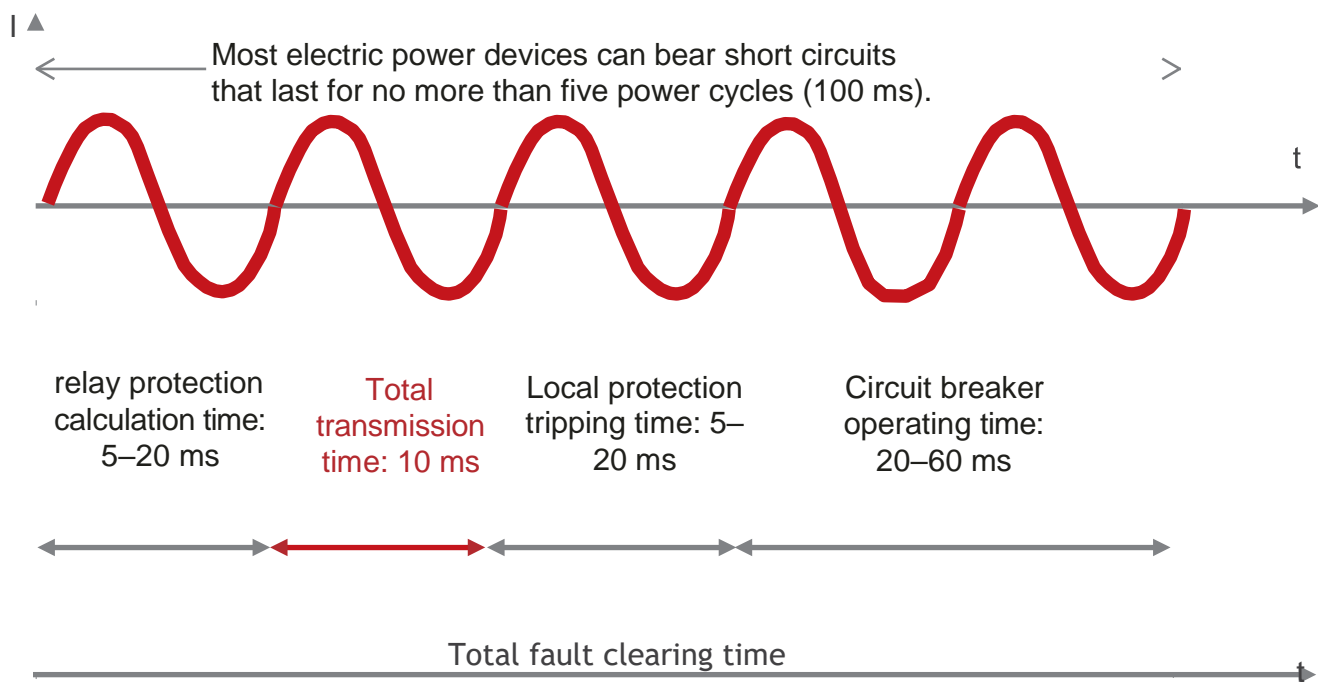 I
Most electric power devices can bear short circuits
that last for no more than five power cycles (100 ms).
t
relay protection
calculation time:
5–20 ms
Total
transmission
time: 10 ms
Local protection
tripping time: 5–
20 ms
Circuit breaker
operating time:
20–60 ms
Total fault clearing time
t